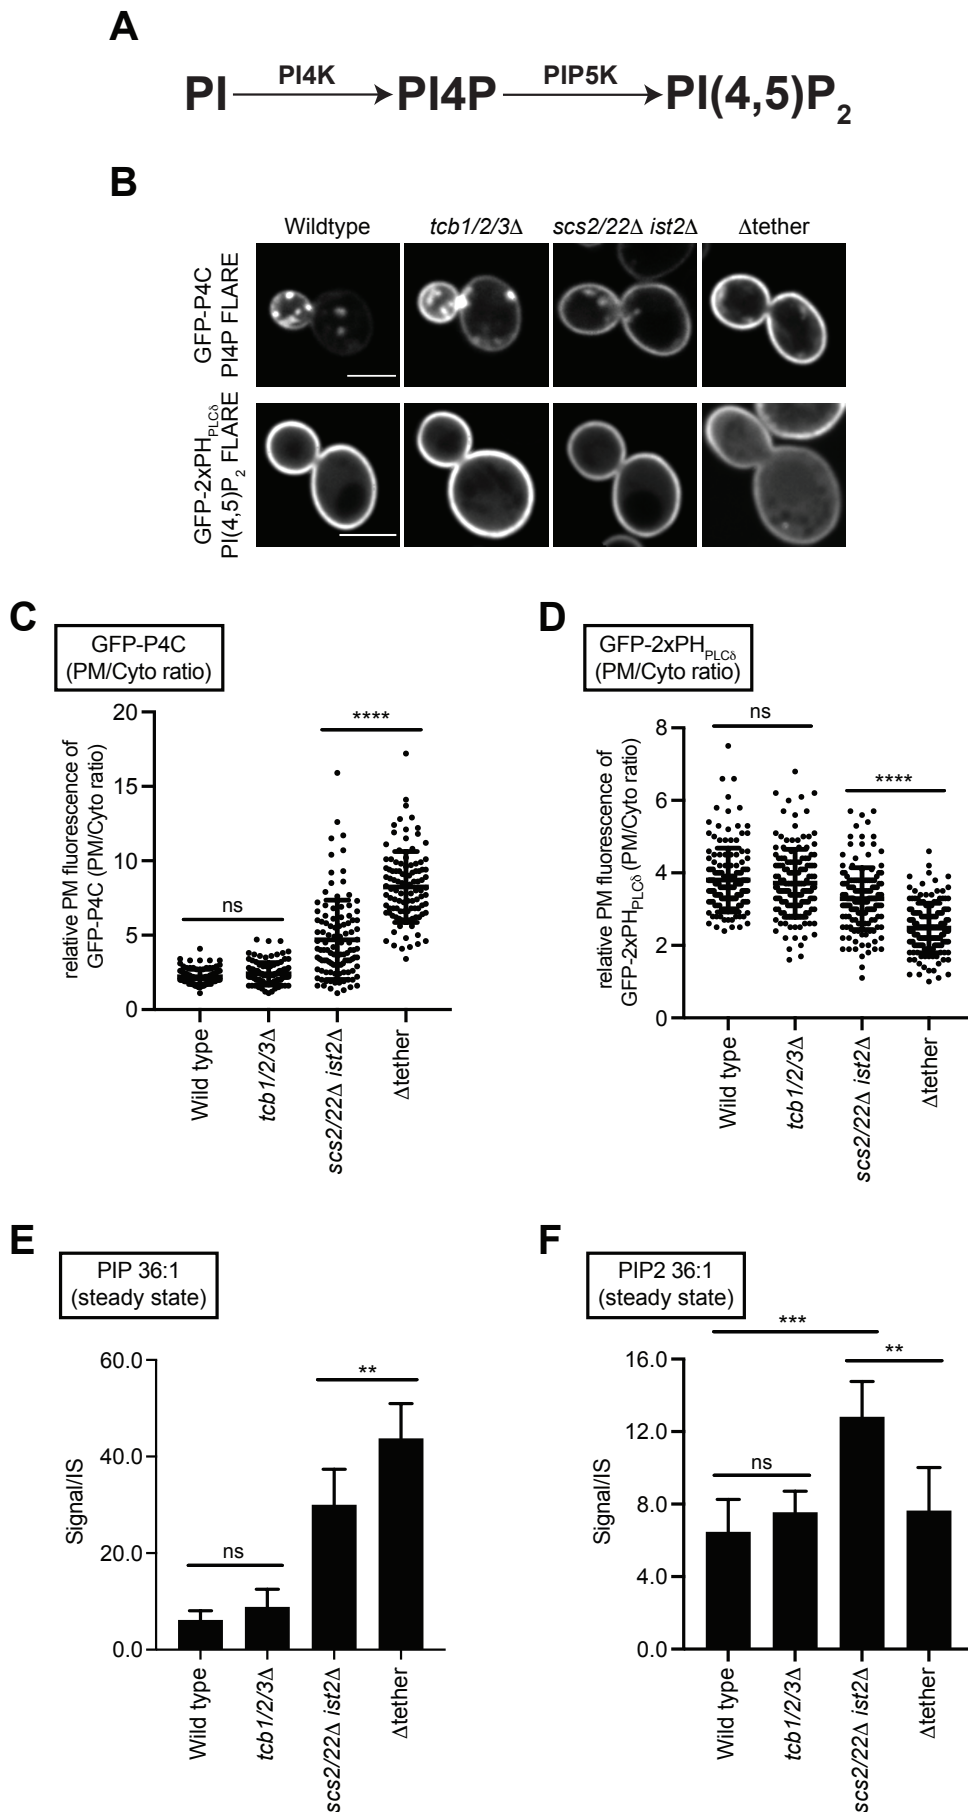 A
PI PI4K PI4P PIP5K PI(4,5)P2
B
Wildtype tcb1/2/3Δ scs2/22Δ ist2Δ Δtether
GFP-P4C
PI4P FLARE
GFP-2xPHPLCδ
PI(4,5)P2 FLARE
C
GFP-P4C
(PM/Cyto ratio)
relative PM fluorescence of
GFP-P4C (PM/Cyto ratio)
20
15
10
5
0
ns
****
Wild type
tcb1/2/3Δ
scs2/22Δ ist2Δ
Δtether
D
GFP-2xPHPLCδ
(PM/Cyto ratio)
relative PM fluorescence of
GFP-2xPHPLCδ (PM/Cyto ratio)
8
6
4
2
0
ns
****
Wild type
tcb1/2/3Δ
scs2/22Δ ist2Δ
Δtether
E
PIP 36:1
(steady state)
Signal/IS
60.0
40.0
20.0
0.0
ns
**
Wild type
tcb1/2/3Δ
scs2/22Δ ist2Δ
Δtether
F
PIP2 36:1
(steady state)
Signal/IS
16.0
12.0
8.0
4.0
0.0
***
**
ns
Wild type
tcb1/2/3Δ
scs2/22Δ ist2Δ
Δtether